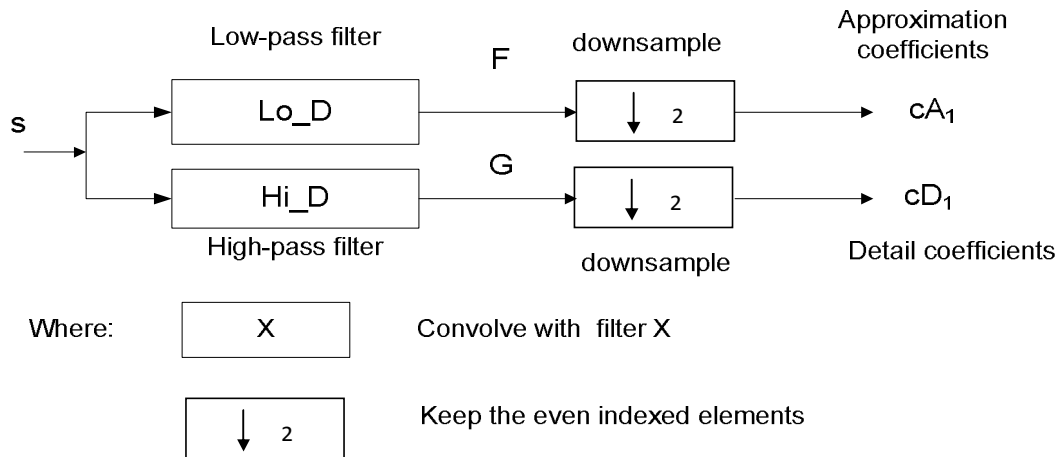 Low-pass filter
F
downsample
Approximation
coefficients
s
Lo_D
↓ 2
cA₁
G
Hi_D
↓ 2
cD₁
High-pass filter
downsample
Detail coefficients
Where:
X
Convolve with filter X
↓ 2
Keep the even indexed elements